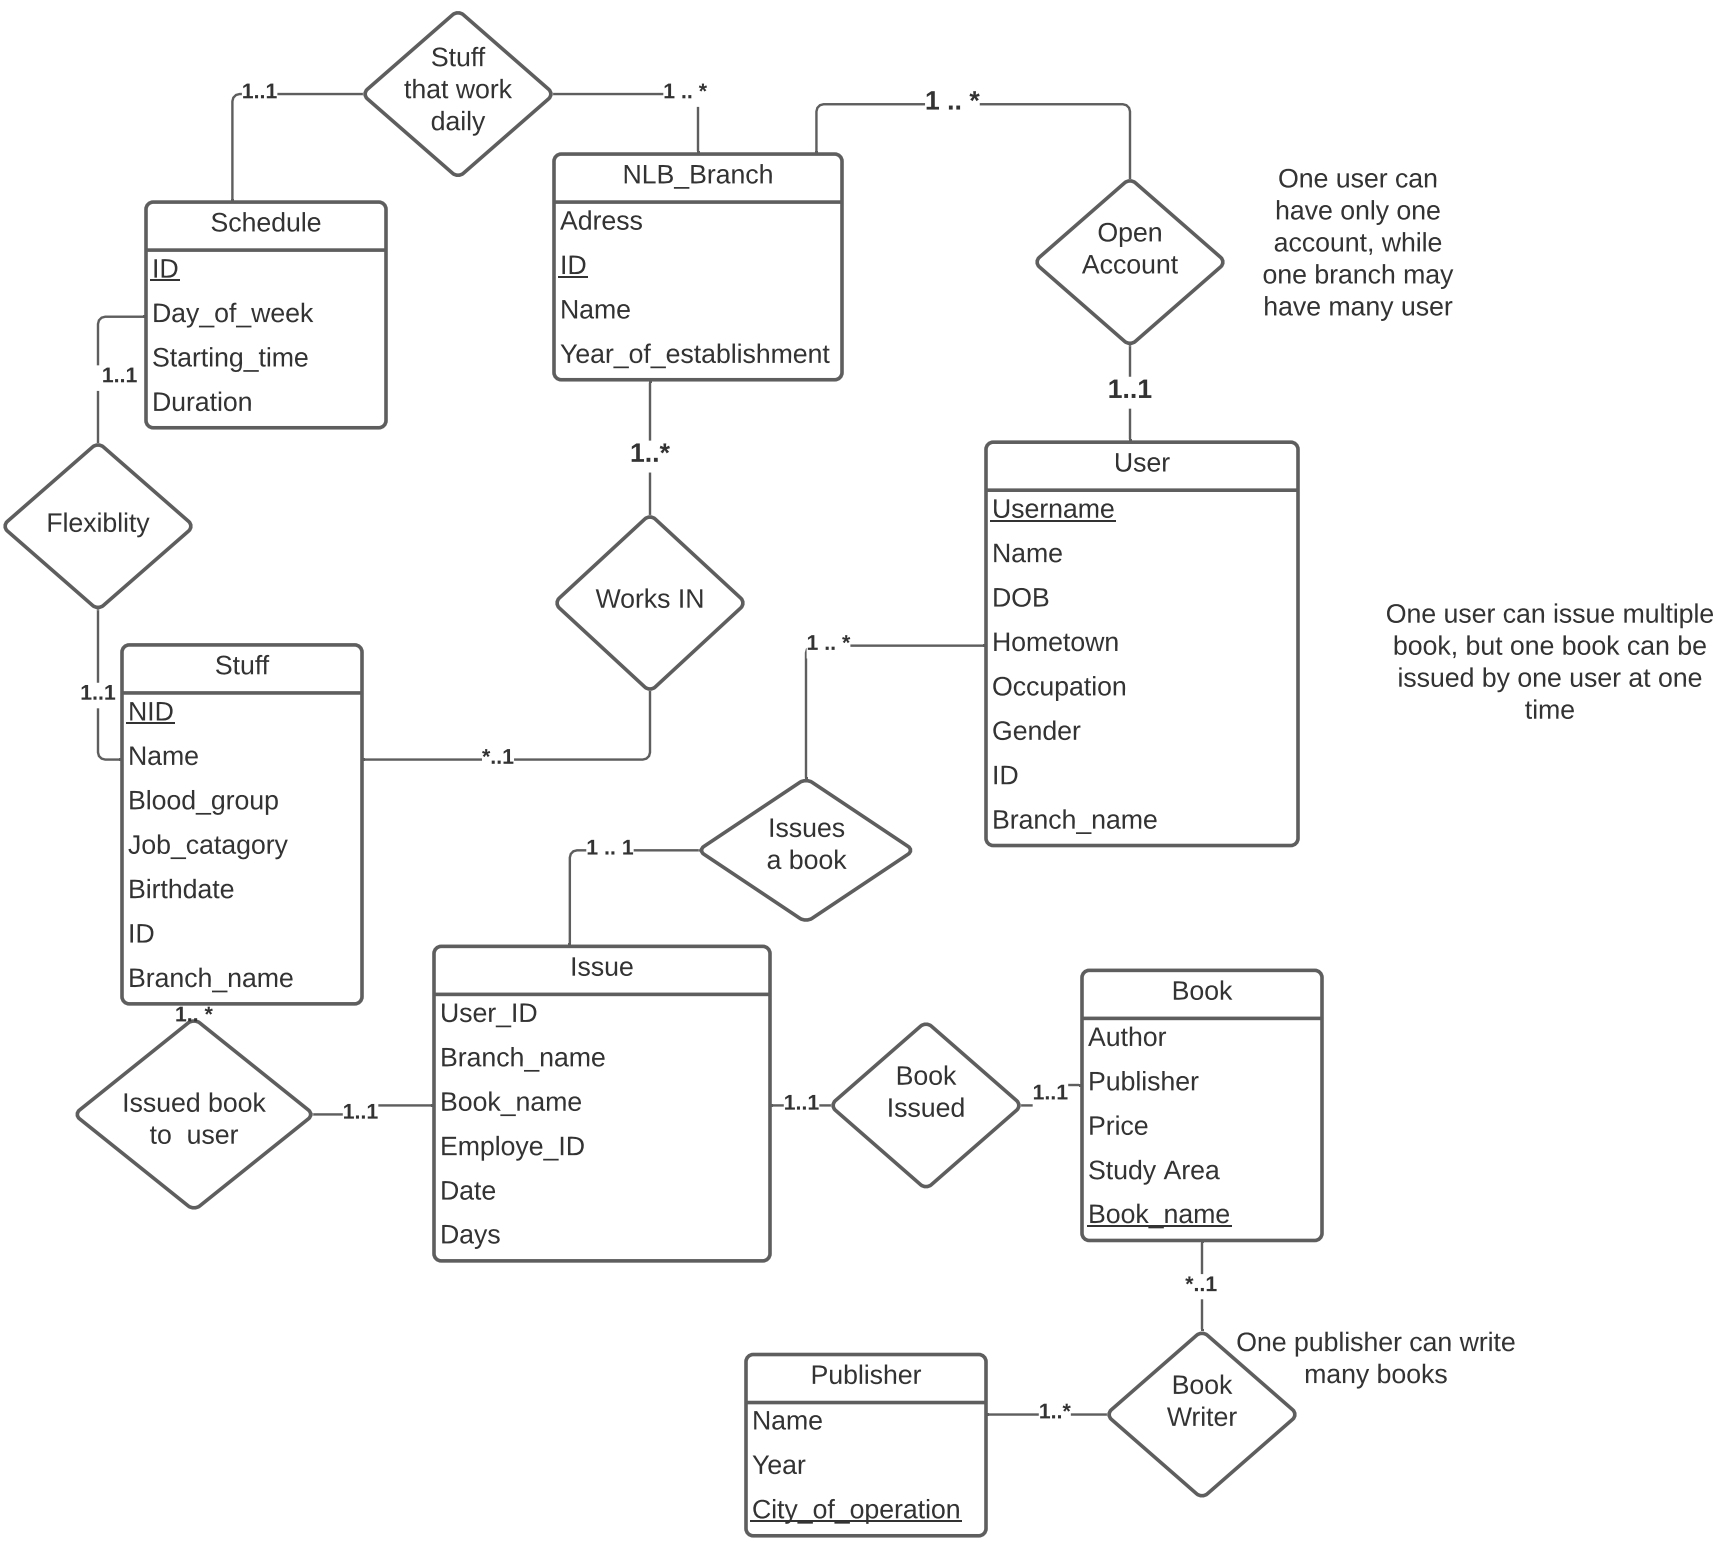 Stuff
that work
daily
1..1
1 .. *
1 .. *
NLB_Branch
Adress
ID
Name
Year_of_establishment
Schedule
ID
Day_of_week
Starting_time
Duration
Open
Account
One user can
have only one
account, while
one branch may
have many user
1..1
1..1
1..*
Flexiblity
Works IN
User
Username
Name
DOB
Hometown
Occupation
Gender
ID
Branch_name
One user can issue multiple
book, but one book can be
issued by one user at one
time
1..1
Stuff
NID
Name
Blood_group
Job_catagory
Birthdate
ID
Branch_name
*..1
1 .. *
Issues
a book
1 .. 1
1.. *
Issued book
to  user
1..1
Issue
User_ID
Branch_name
Book_name
Employe_ID
Date
Days
1..1
Book
Issued
1..1
Book
Author
Publisher
Price
Study Area
Book_name
*..1
One publisher can write
many books
Book
Writer
1..*
Publisher
Name
Year
City_of_operation